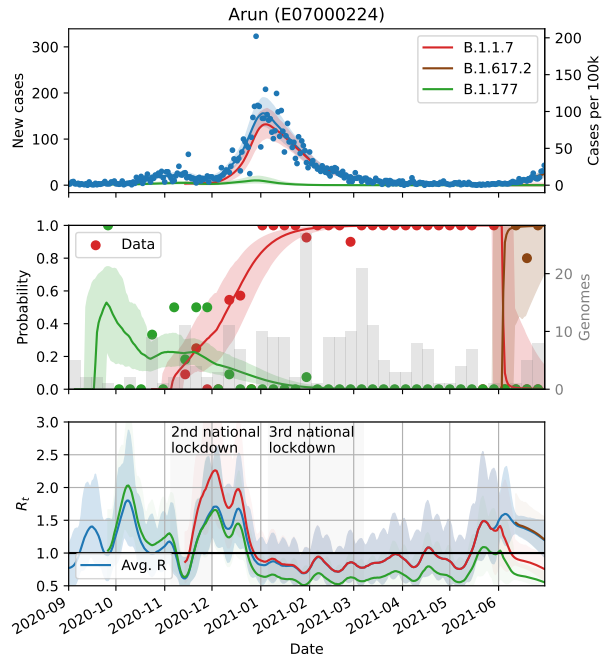 Arun (E07000224)
New cases
300
200
100
0
B.1.1.7
B.1.617.2
B.1.177
200
150
100
50
0
Cases per 100k
Probability
1.0
0.8
0.6
0.4
0.2
0.0
Data
20
10
0
Genomes
R_t
3.0
2.5
2.0
1.5
1.0
0.5
2nd national
lockdown
3rd national
lockdown
Avg. R
2020-09
2020-10
2020-11
2020-12
2021-01
2021-02
2021-03
2021-04
2021-05
2021-06
Date